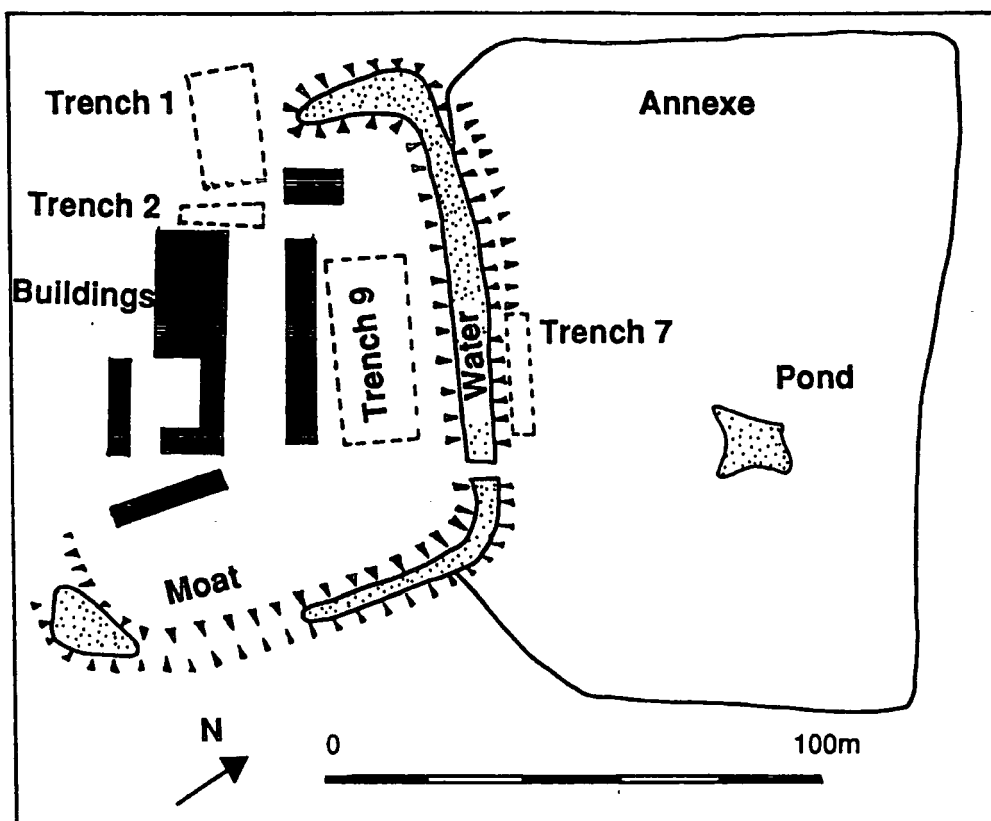 Trench 1
Annexe
Trench 2
Buildings
Trench 9
Water
Trench 7
Pond
Moat
N
0
100m